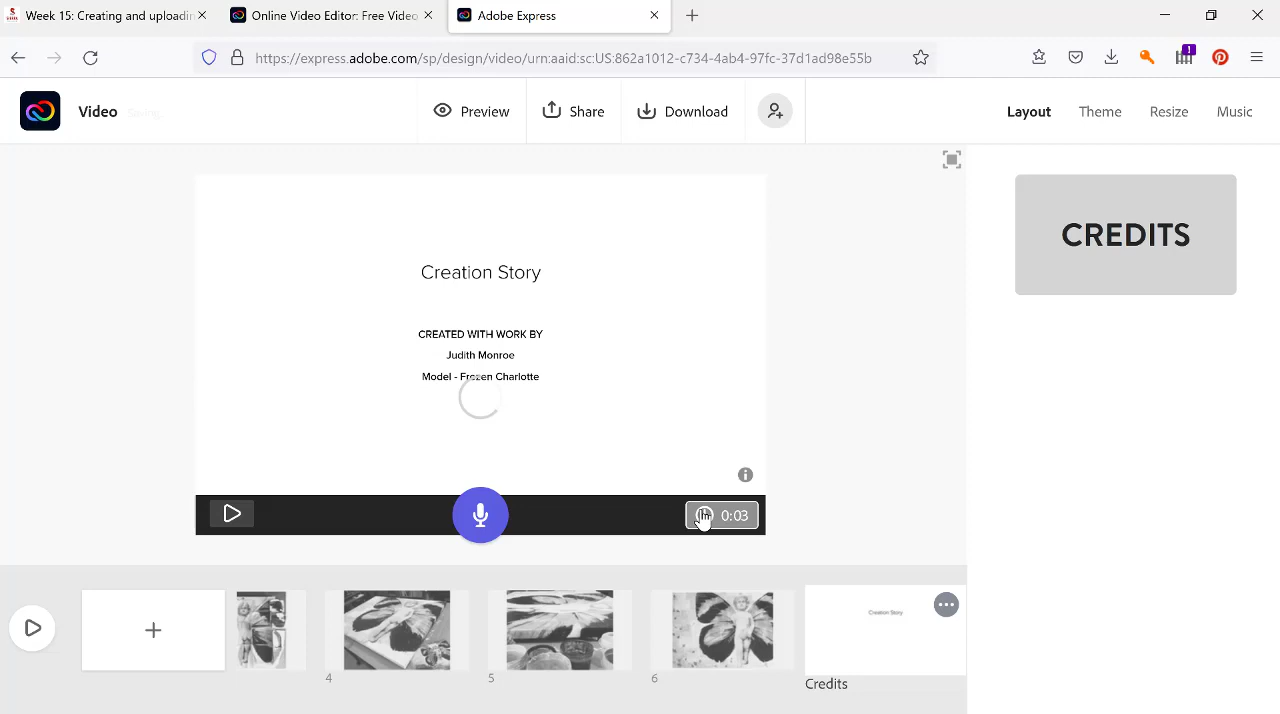 Week 15: Creating and uploadin
Online Video Editor: Free Video
Adobe Express
1
https://express.adobe.com/sp/design/video/urn:aaid:sc:US:862a1012-c734-4ab4-97fc-37d1ad98e55b
Video
Saving.
Preview
Share
Download
Layout
Theme
Resize
Music
CREDITS
Creation Story
CREATED WITH WORK BY
Judith Monroe
Model - Frozen Charlotte
0:03
Creation Story
4
5
6
Credits